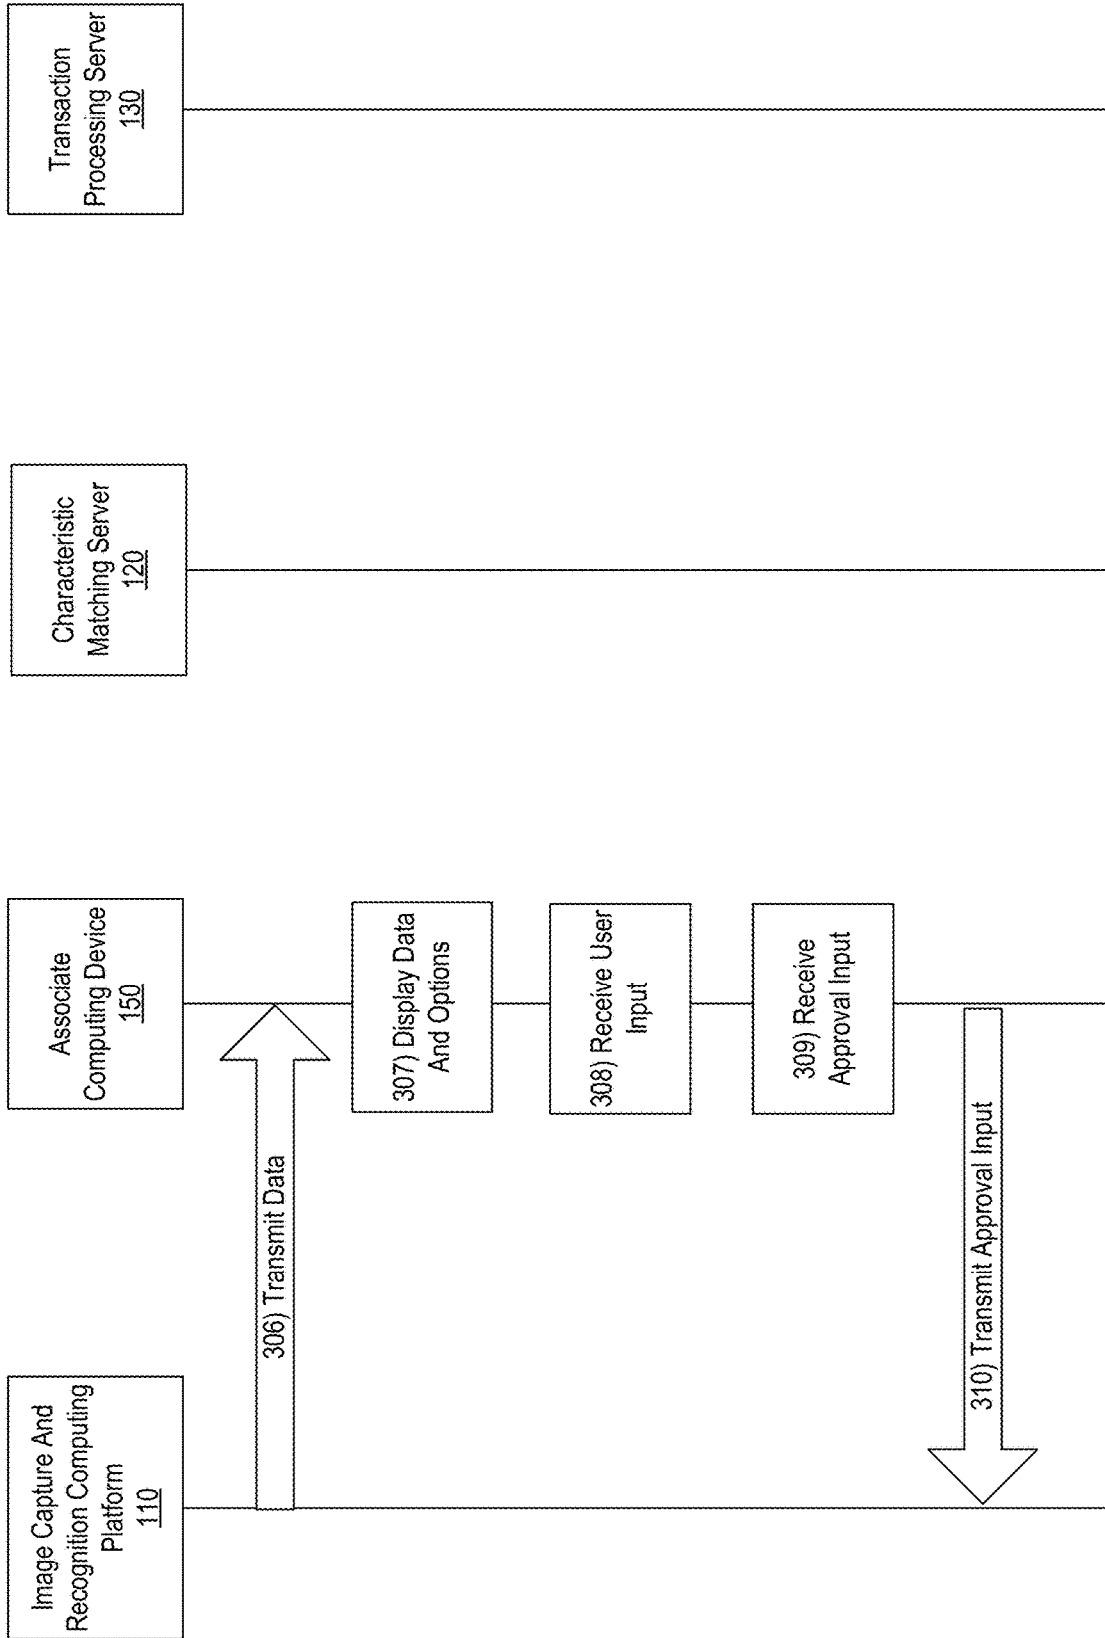 Image Capture And
Recognition Computing
Platform
110
Associate
Computing Device
150
Characteristic
Matching Server
120
Transaction
Processing Server
130
306) Transmit Data
307) Display Data
And Options
308) Receive User
Input
309) Receive
Approval Input
310) Transmit Approval Input